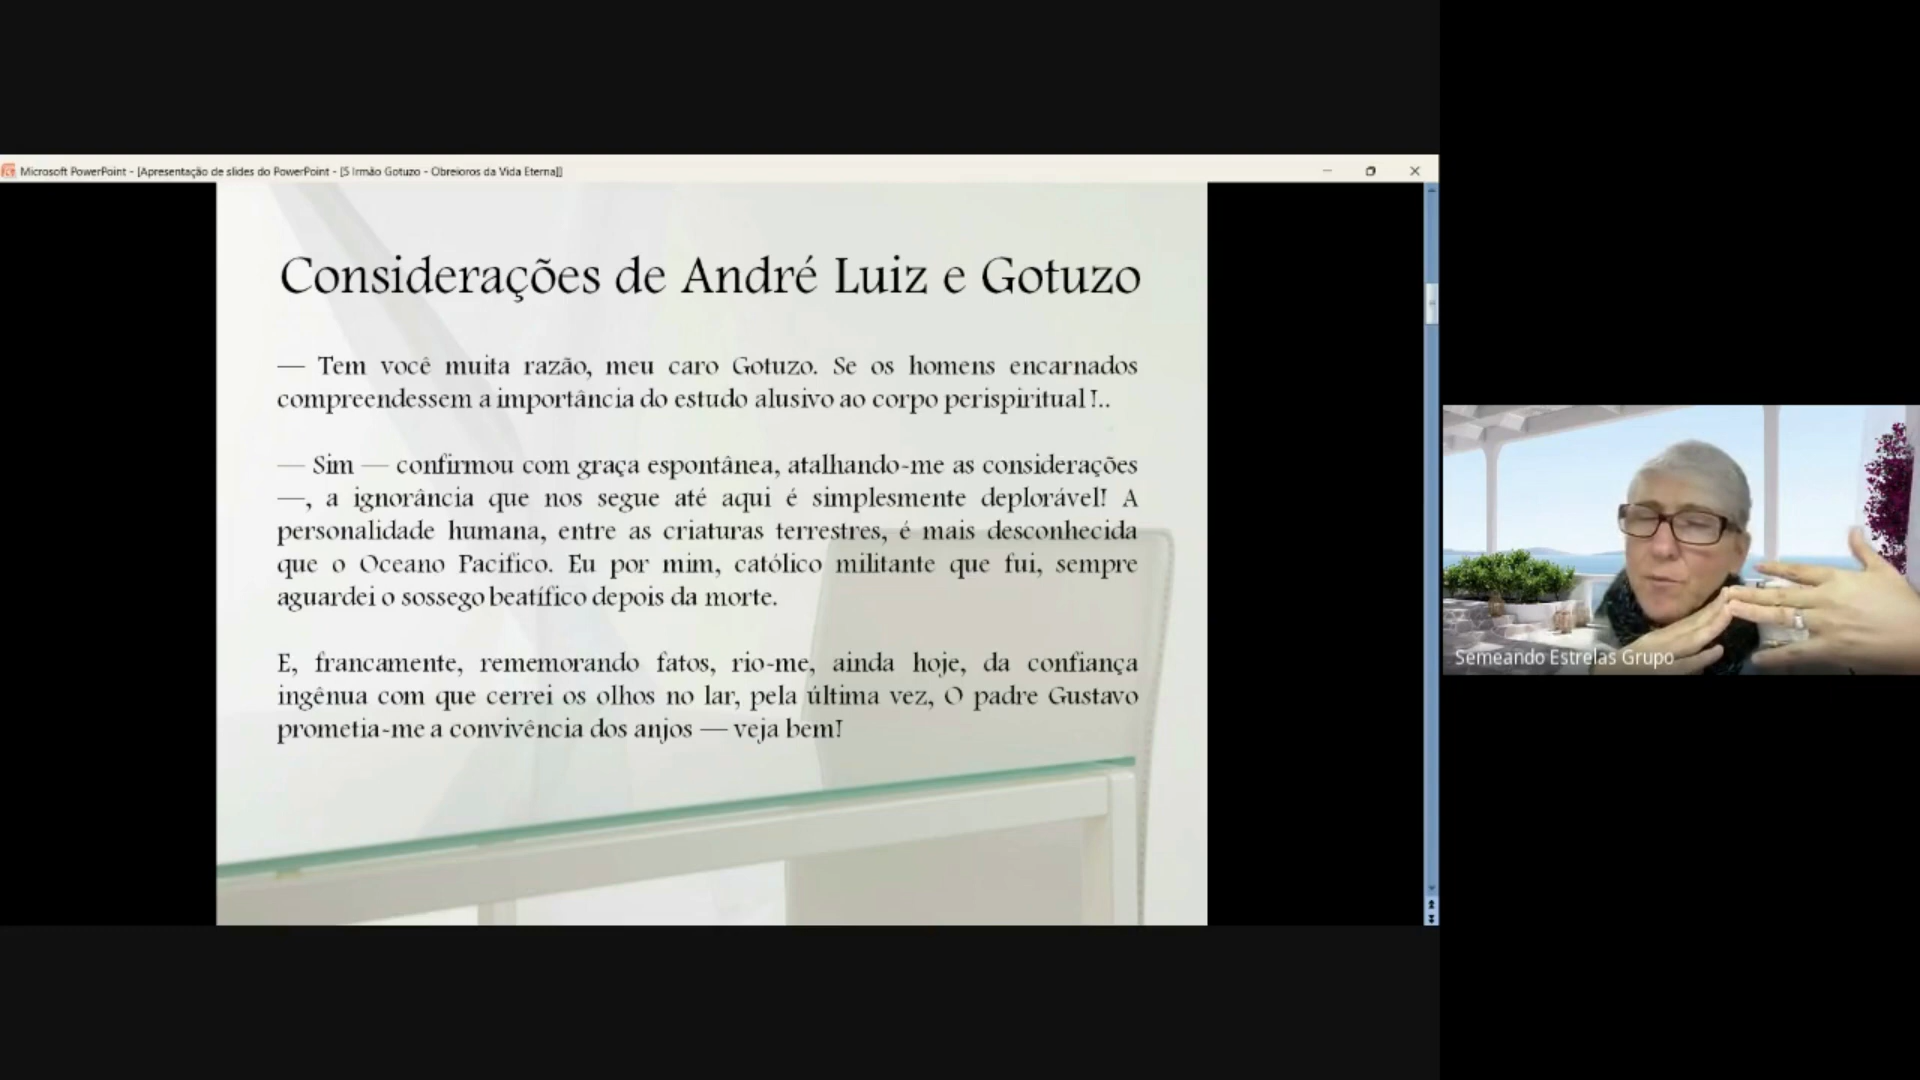 Microsoft PowerPoint - [Apresentação de slides do PowerPoint - [5 Irmão Gotuzo - Obreioros da Vida Eterna]]
Considerações de André Luiz e Gotuzo
— Tem você muita razão, meu caro Gotuzo. Se os homens encarnados
compreendessem a importância do estudo alusivo ao corpo perispiritual!..
— Sim — confirmou com graça espontânea, atalhando-me as considerações
—, a ignorância que nos segue até aqui é simplesmente deplorável! A
personalidade humana, entre as criaturas terrestres, é mais desconhecida
que o Oceano Pacifico. Eu por mim, católico militante que fui, sempre
aguardei o sossego beatífico depois da morte.
E, francamente, rememorando fatos, rio-me, ainda hoje, da confiança
ingênua com que cerrei os olhos no lar, pela última vez, O padre Gustavo
prometia-me a convivência dos anjos — veja bem!
Semeando Estrelas Grupo